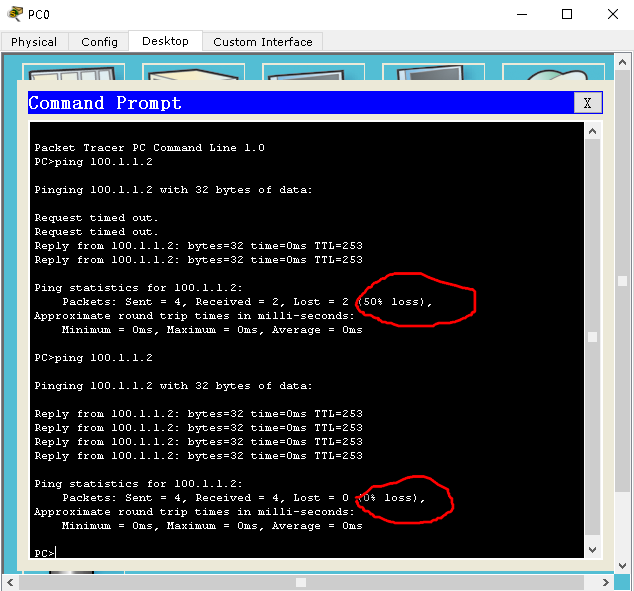 PC0
Physical Config Desktop Custom Interface
Command Prompt X
Packet Tracer PC Command Line 1.0
PC>ping 100.1.1.2
Pinging 100.1.1.2 with 32 bytes of data:
Request timed out.
Request timed out.
Reply from 100.1.1.2: bytes=32 time=0ms TTL=253
Reply from 100.1.1.2: bytes=32 time=0ms TTL=253
Ping statistics for 100.1.1.2:
Packets: Sent = 4, Received = 2, Lost = 2 (50% loss),
Approximate round trip times in milli-seconds:
Minimum = 0ms, Maximum = 0ms, Average = 0ms
PC>ping 100.1.1.2
Pinging 100.1.1.2 with 32 bytes of data:
Reply from 100.1.1.2: bytes=32 time=0ms TTL=253
Reply from 100.1.1.2: bytes=32 time=0ms TTL=253
Reply from 100.1.1.2: bytes=32 time=0ms TTL=253
Reply from 100.1.1.2: bytes=32 time=0ms TTL=253
Ping statistics for 100.1.1.2:
Packets: Sent = 4, Received = 4, Lost = 0 (0% loss),
Approximate round trip times in milli-seconds:
Minimum = 0ms, Maximum = 0ms, Average = 0ms
PC>